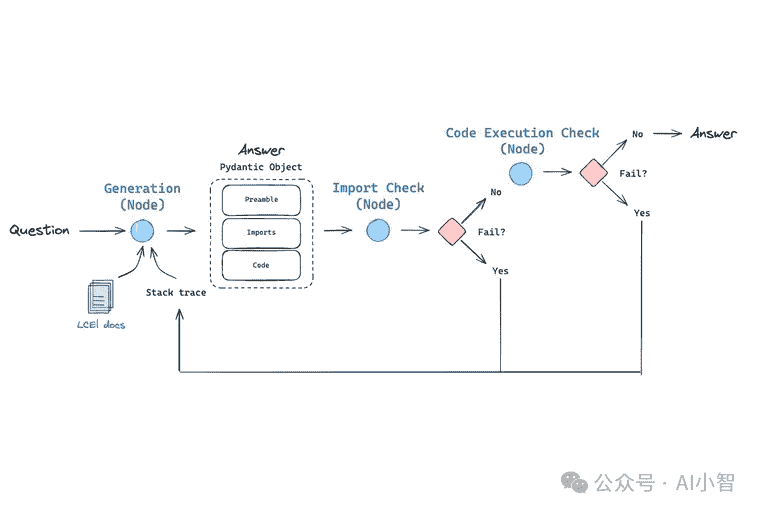 Question
Generation
(Node)
LCEl docs
Stack trace
Answer
Pydantic Object
Preamble
Imports
Code
Import Check
(Node)
Fail?
No
Yes
Code Execution Check
(Node)
Fail?
No
Answer
Yes
公众号 · AI小智